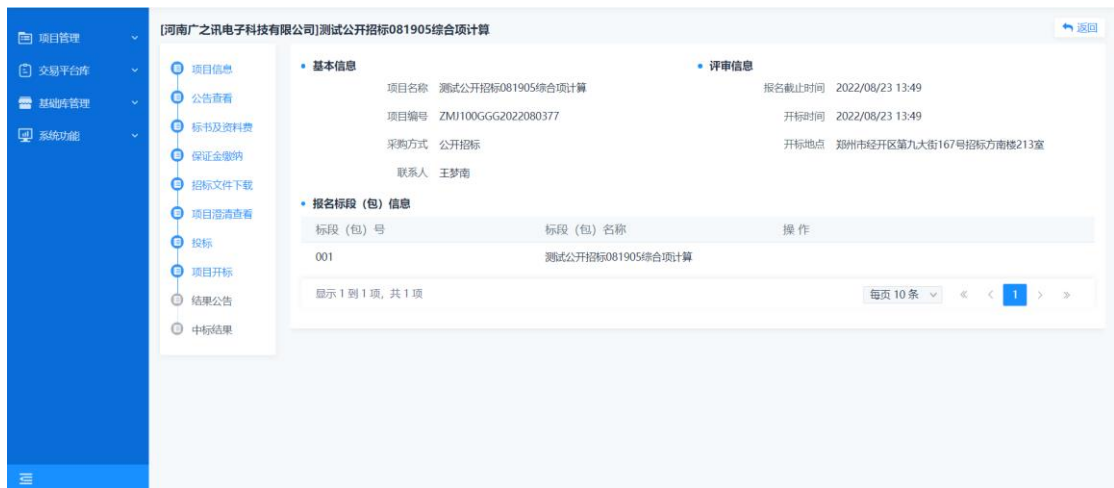 [河南广之讯电子科技有限公司]测试公开招标081905综合项计算
返回
项目管理
交易平台库
基础库管理
系统功能
项目信息
公告查看
标书及资料费
保证金缴纳
招标文件下载
项目澄清查看
投标
项目开标
结果公告
中标结果
基本信息
项目名称 测试公开招标081905综合项计算
项目编号 ZMJ100GGG2022080377
采购方式 公开招标
联系人 王梦南
评审信息
报名截止时间 2022/08/23 13:49
开标时间 2022/08/23 13:49
开标地点 郑州市经开区第九大街167号招标方南楼213室
报名标段（包）信息
标段（包）号 标段（包）名称 操作
001 测试公开招标081905综合项计算
显示 1 到 1 项, 共 1 项 每页 10 条 « < 1 > »